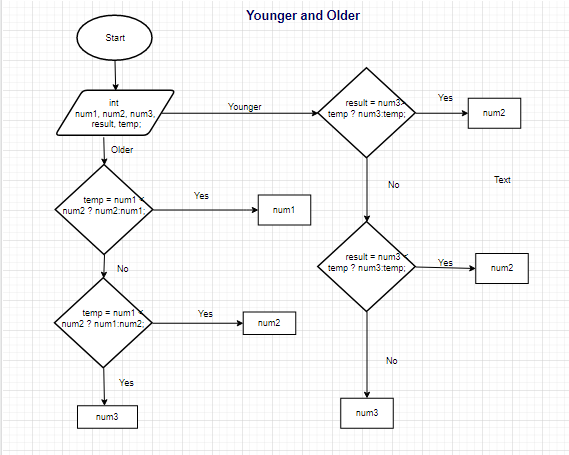 Younger and Older
Start
int
num1, num2, num3,
result, temp;
Younger
result = num3>
temp ? num3:temp;
Yes
num2
Older
No
Text
temp = num1 <
num2 ? num2:num1;
Yes
num1
No
result = num3 <
temp ? num3:temp;
Yes
num2
temp = num1 <
num2 ? num1:num2;
Yes
num2
No
Yes
num3
num3